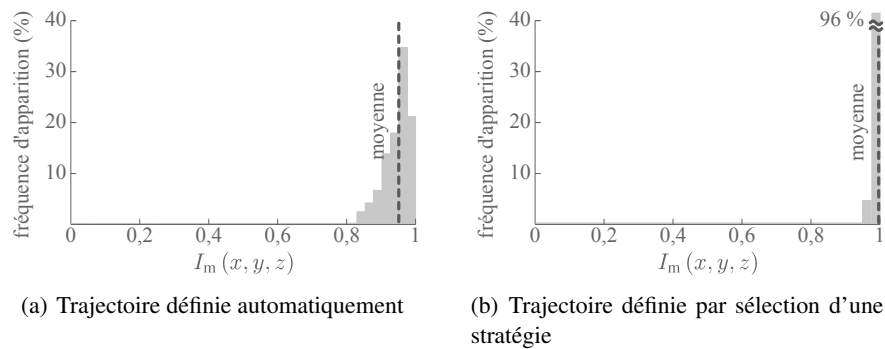 fréquence d'apparition (%)
40
30
20
10
moyenne
0
0,2
0,4
0,6
0,8
1
I_m (x, y, z)
(a) Trajectoire définie automatiquement
fréquence d'apparition (%)
40
30
20
10
96 %
moyenne
0
0,2
0,4
0,6
0,8
1
I_m (x, y, z)
(b) Trajectoire définie par sélection d'une
stratégie